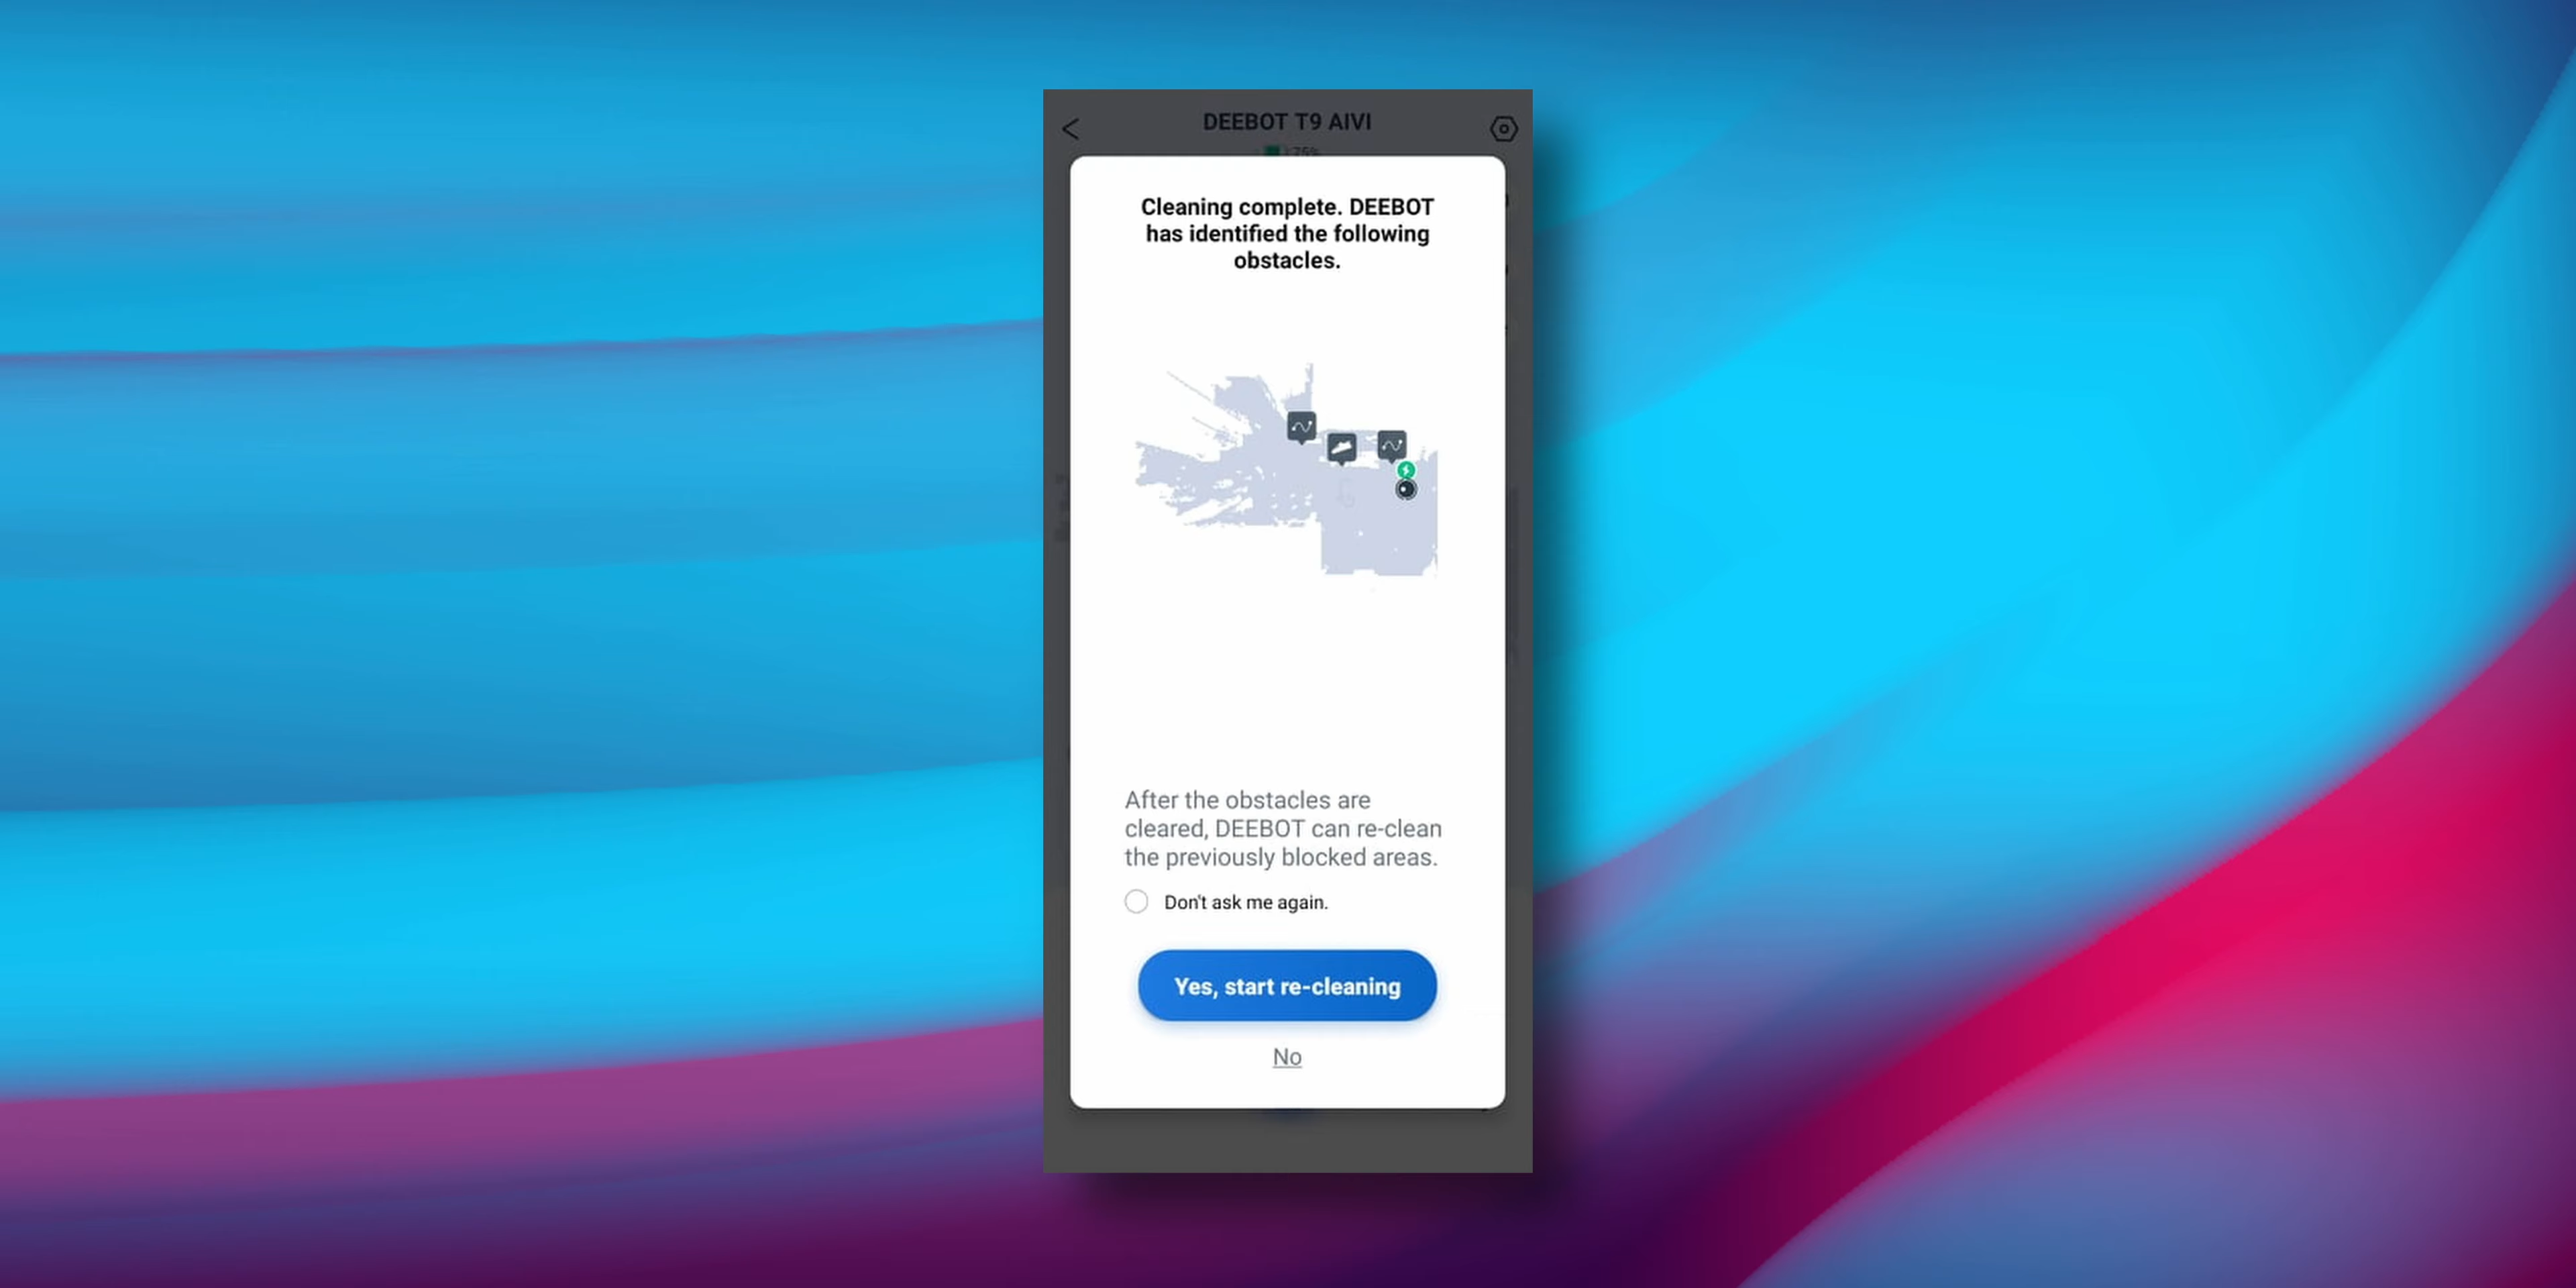 DEEBOT T9 AIVI
75%
Cleaning complete. DEEBOT
has identified the following
obstacles.
After the obstacles are
cleared, DEEBOT can re-clean
the previously blocked areas.
Don't ask me again.
Yes, start re-cleaning
No